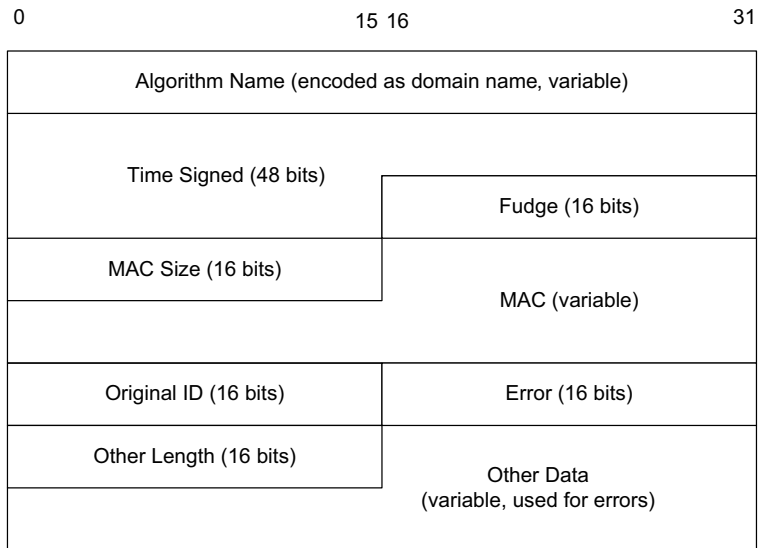 0 15 16 31
Algorithm Name (encoded as domain name, variable)
Time Signed (48 bits)
Fudge (16 bits)
MAC Size (16 bits)
MAC (variable)
Original ID (16 bits)
Error (16 bits)
Other Length (16 bits)
Other Data
(variable, used for errors)